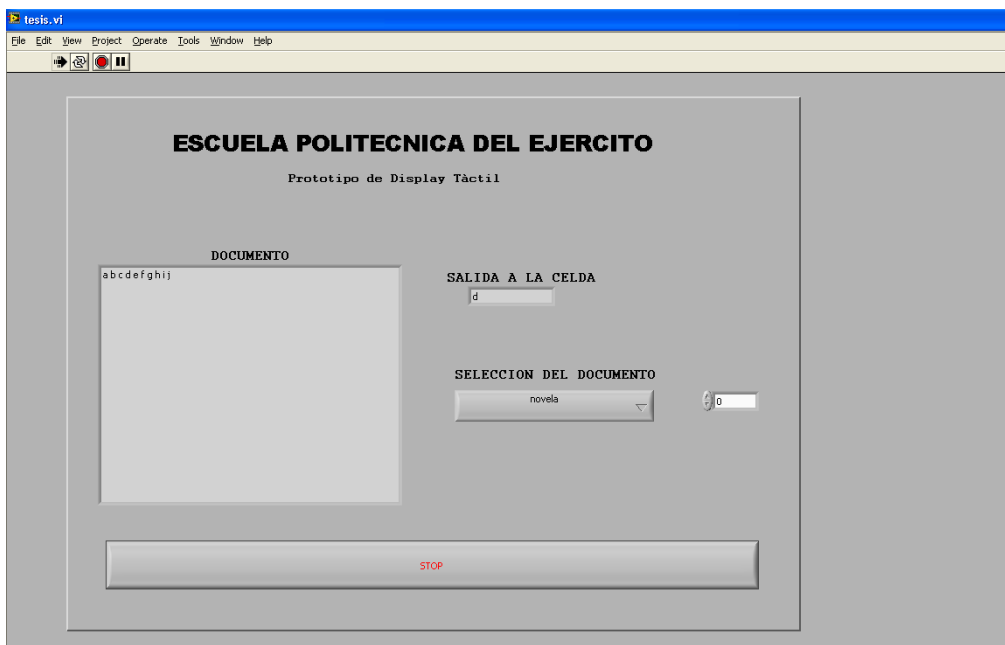 tesis.vi
File Edit View Project Operate Tools Window Help
ESCUELA POLITECNICA DEL EJERCITO
Prototipo de Display Tàctil
DOCUMENTO
abcdefghij
SALIDA A LA CELDA
d
SELECCION DEL DOCUMENTO
novela
0
STOP